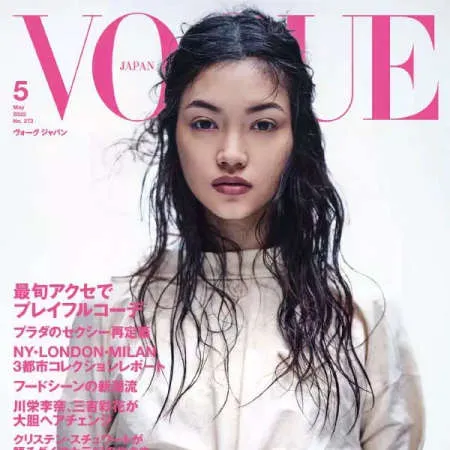 VOGUE
JAPAN
5
May
2022
No. 273
ヴォーグ ジャパン
最旬アクセで
プレイフルコーデ
プラダのセクシー再定義
NY・LONDON・MILAN
3都市コレクションレポート
フードシーンの新潮流
川栄李奈、三吉彩花が
大胆ヘアチェンジ
クリステン・スチュワートが